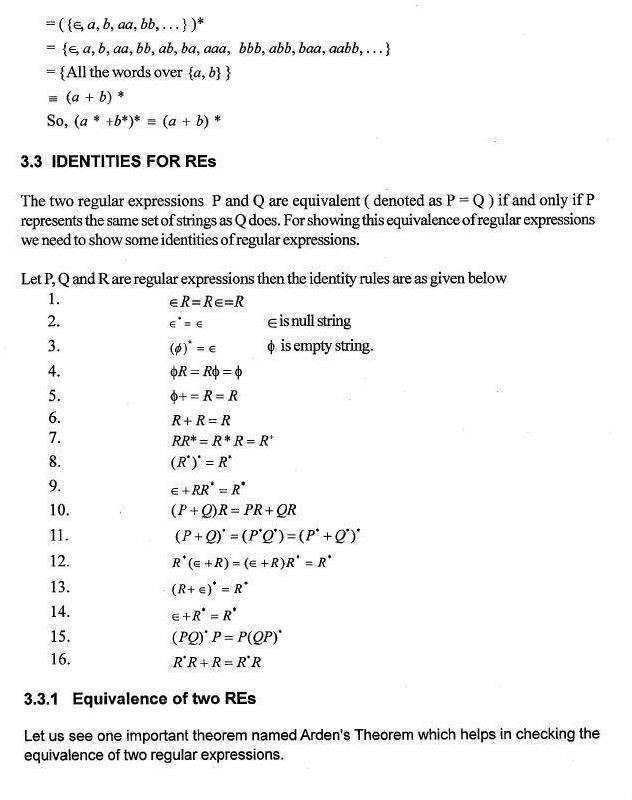 = ( {∈, a, b, aa, bb, . . . } )*
= {∈, a, b, aa, bb, ab, ba, aaa, bbb, abb, baa, aabb, . . . }
= {All the words over {a, b} }
≡ (a + b) *
So, (a * +b*)* ≡ (a + b) *
3.3 IDENTITIES FOR REs
The two regular expressions P and Q are equivalent ( denoted as P = Q ) if and only if P
represents the same set of strings as Q does. For showing this equivalence of regular expressions
we need to show some identities of regular expressions.
Let P, Q and R are regular expressions then the identity rules are as given below
1. ∈ R = R ∈ = R
2. ∈* = ∈ ∈ is null string
3. (ϕ)* = ∈ ϕ is empty string.
4. ϕR = Rϕ = ϕ
5. ϕ+ = R = R
6. R + R = R
7. RR* = R * R = R⁺
8. (R*)* = R*
9. ∈ +RR* = R*
10. (P + Q)R = PR + QR
11. (P + Q)* = (P*Q*) = (P* + Q*)*
12. R*(∈ +R) = (∈ +R)R* = R*
13. (R+ ∈)* = R*
14. ∈ +R* = R*
15. (PQ)* P = P(QP)*
16. R*R + R = R*R
3.3.1 Equivalence of two REs
Let us see one important theorem named Arden's Theorem which helps in checking the
equivalence of two regular expressions.